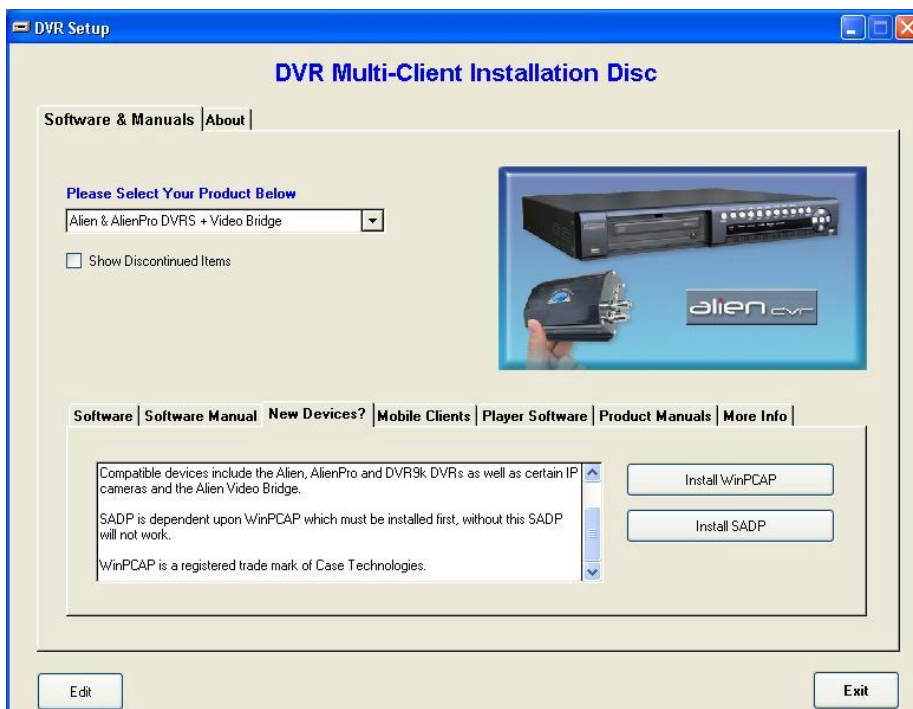 DVR Setup
DVR Multi-Client Installation Disc
Software & Manuals About
Please Select Your Product Below
Alien & AlienPro DVRS + Video Bridge
Show Discontinued Items
alien DVR
Software Software Manual New Devices? Mobile Clients Player Software Product Manuals More Info
Compatible devices include the Alien, AlienPro and DVR9k DVRs as well as certain IP
cameras and the Alien Video Bridge.
SADP is dependent upon WinPCAP which must be installed first, without this SADP
will not work.
WinPCAP is a registered trade mark of Case Technologies.
Install WinPCAP
Install SADP
Edit
Exit